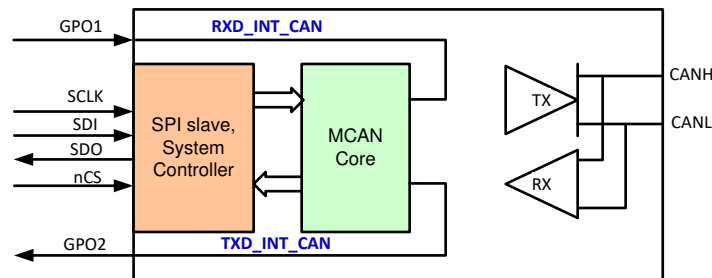 GPO1
RXD_INT_CAN
SCLK
SDI
SDO
nCS
SPI slave,
System
Controller
MCAN
Core
TX
RX
CANH
CANL
GPO2
TXD_INT_CAN